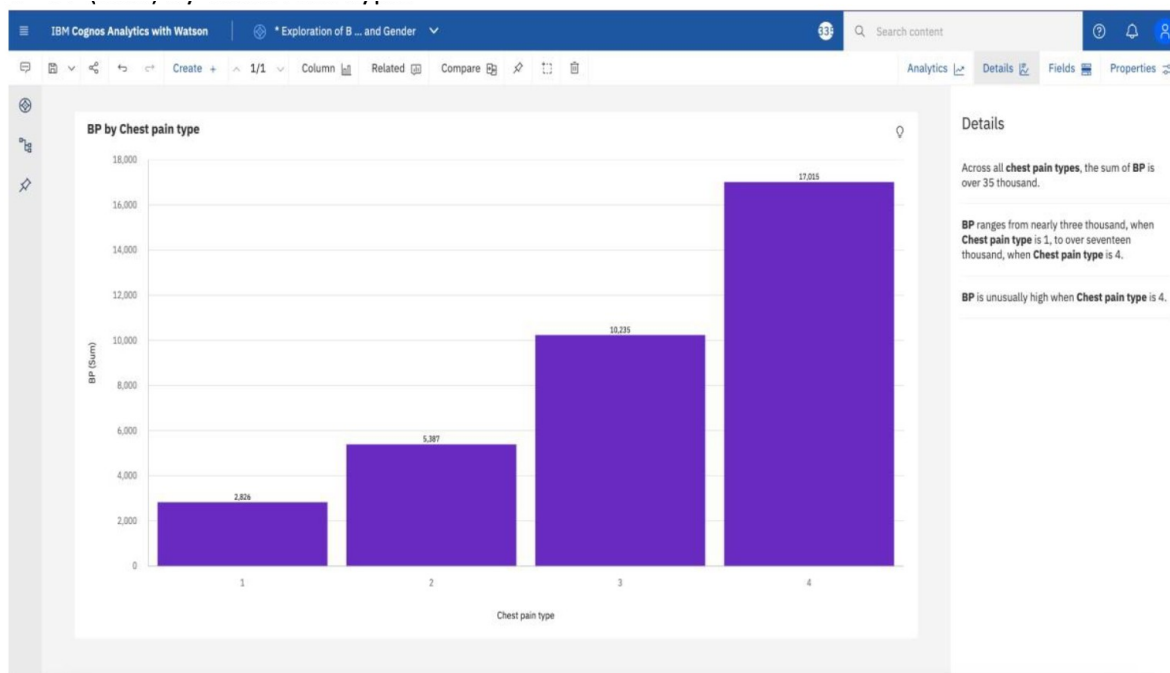 IBM Cognos Analytics with Watson
* Exploration of B ... and Gender
Search content
Create +
1/1
Column
Related
Compare
Analytics
Details
Fields
Properties
BP by Chest pain type
18,000
16,000
14,000
12,000
10,000
8,000
6,000
4,000
2,000
0
BP (Sum)
2,826
5,387
10,235
17,015
1
2
3
4
Chest pain type
Details
Across all chest pain types, the sum of BP is
over 35 thousand.
BP ranges from nearly three thousand, when
Chest pain type is 1, to over seventeen
thousand, when Chest pain type is 4.
BP is unusually high when Chest pain type is 4.